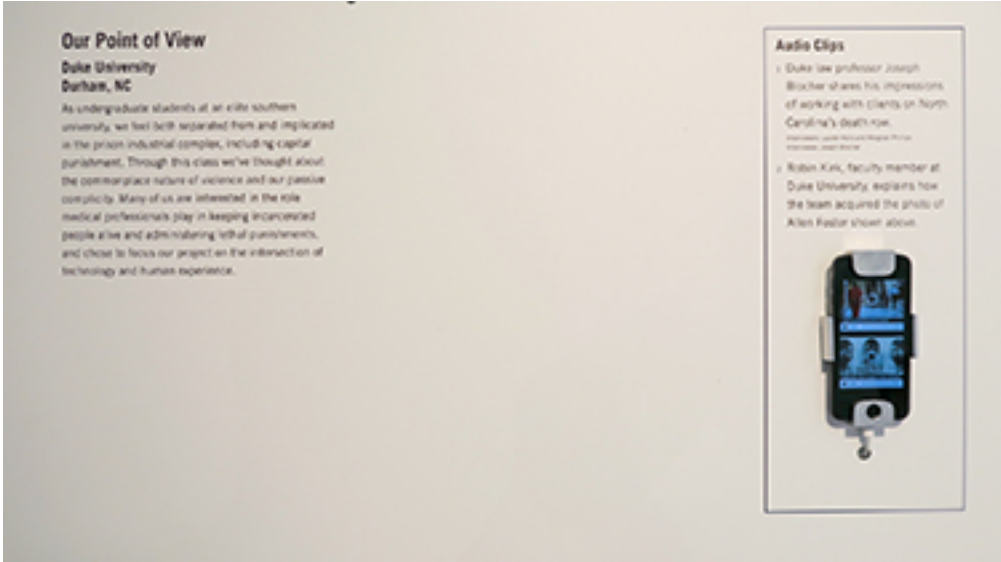 Our Point of View
Duke University
Durham, NC
As undergraduate students at an elite southern
university, we feel both separated from and implicated
in the prison industrial complex, including capital
punishment. Through this class we've thought about
the commonplace nature of violence and our passive
complicity. Many of us are interested in the role
medical professionals play in keeping incarcerated
people alive and administering lethal punishments,
and chose to focus our project on the intersection of
technology and human experience.
Audio Clips
1 Duke law professor Joseph
Blocher shares his impressions
of working with clients on North
Carolina's death row.
2 Robin Kirk, faculty member at
Duke University, explains how
the team acquired the photo of
Allen shown above.